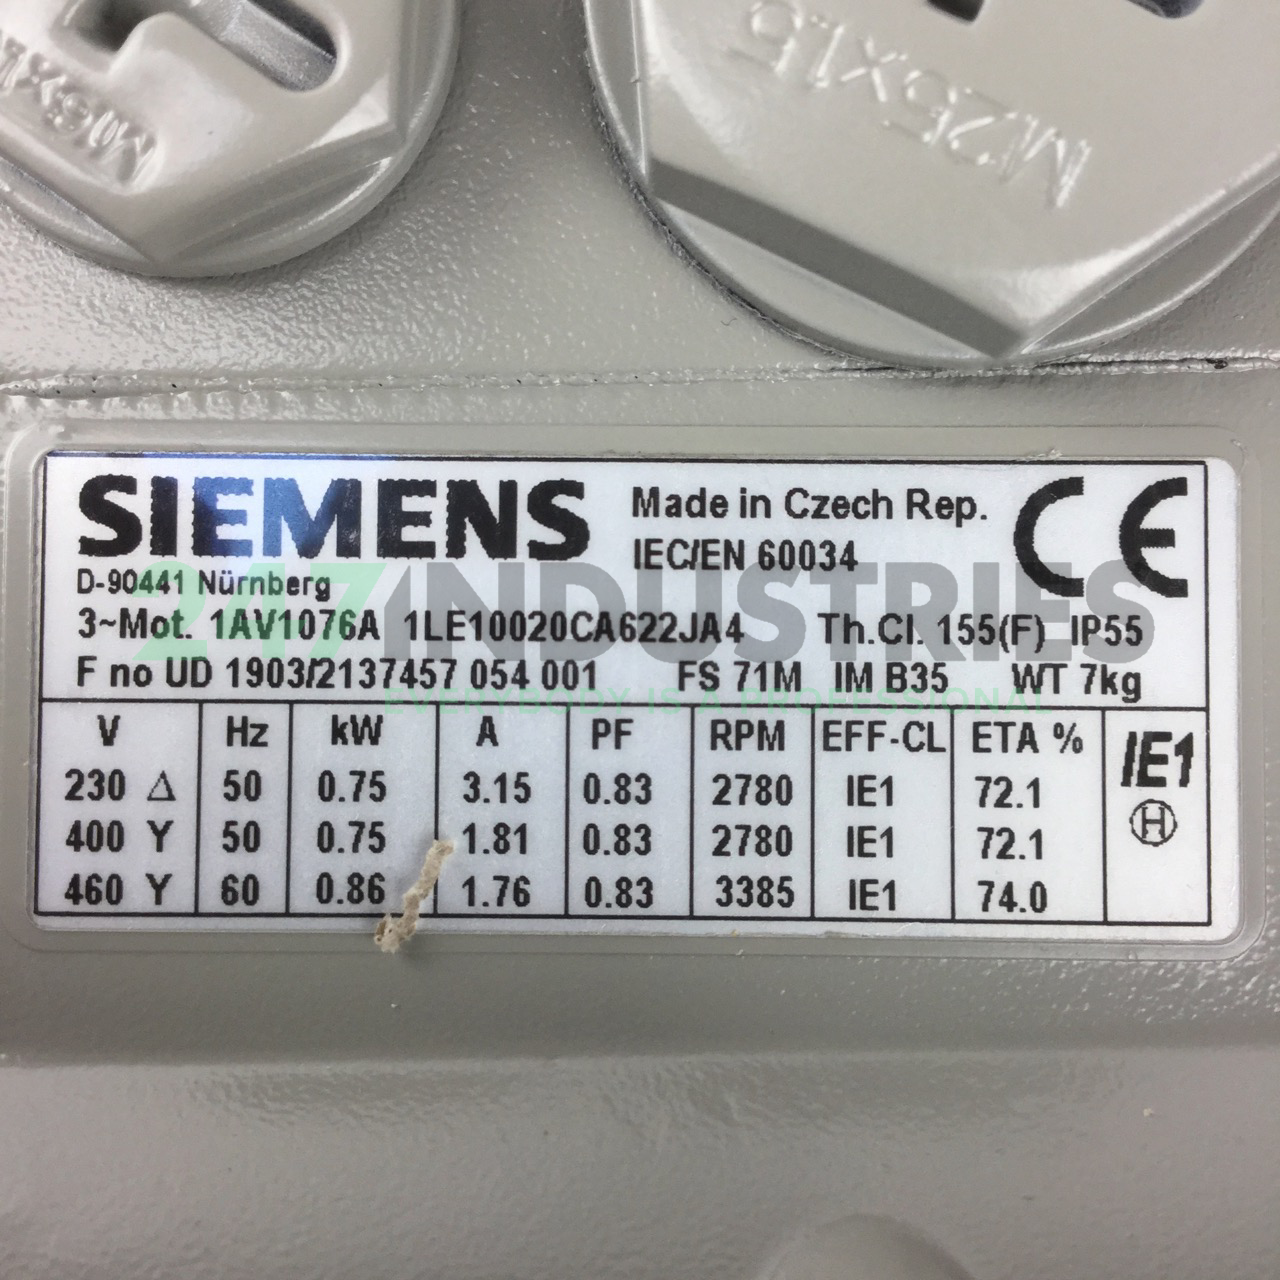 M16x1
M25x1.5
SIEMENS
Made in Czech Rep.
CE
IEC/EN 60034
D-90441 Nürnberg
247 INDUSTRIES
EVERYBODY IS A PROFESSIONAL
3~Mot. 1AV1076A 1LE10020CA622JA4 Th.Cl. 155(F) IP55
F no UD 1903/2137457 054 001 FS 71M IM B35 WT 7kg
V Hz kW A PF RPM EFF-CL ETA % IE1
230 Δ 50 0.75 3.15 0.83 2780 IE1 72.1
H
400 Y 50 0.75 1.81 0.83 2780 IE1 72.1
460 Y 60 0.86 1.76 0.83 3385 IE1 74.0